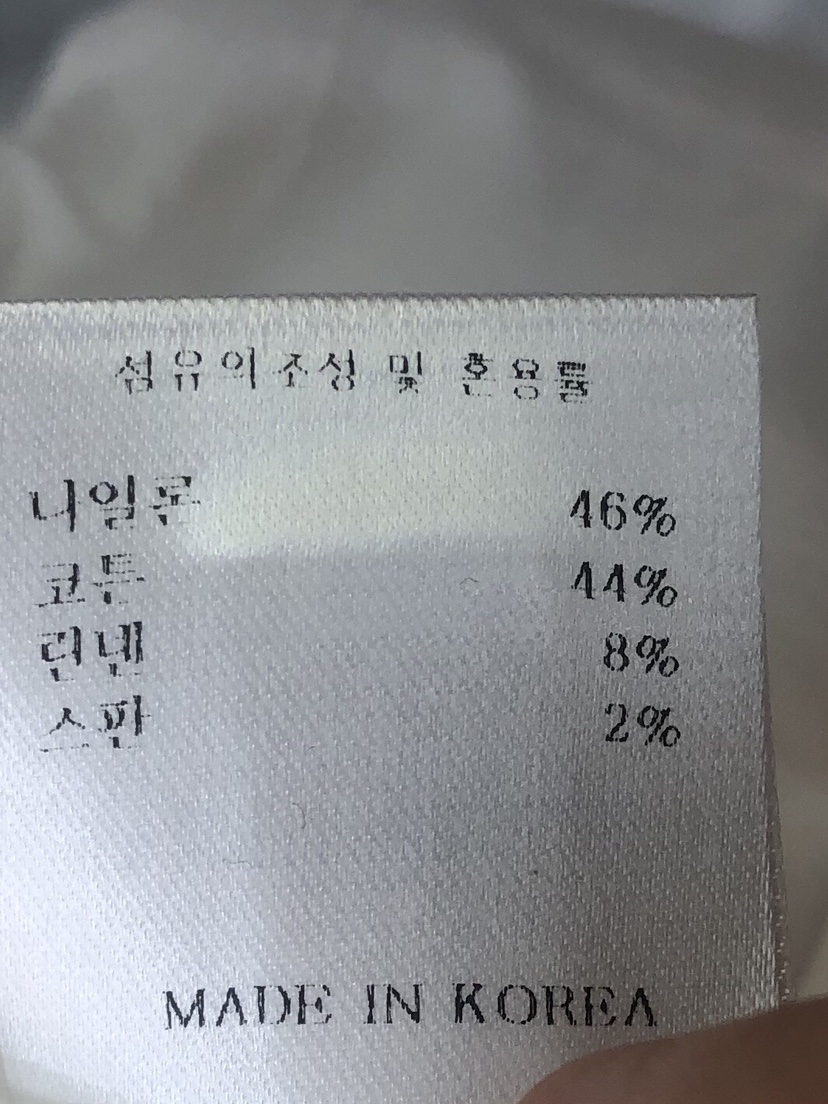 섬유의조성 및 혼용률
나일론 46%
코튼 44%
린넨 8%
스판 2%
MADE IN KOREA